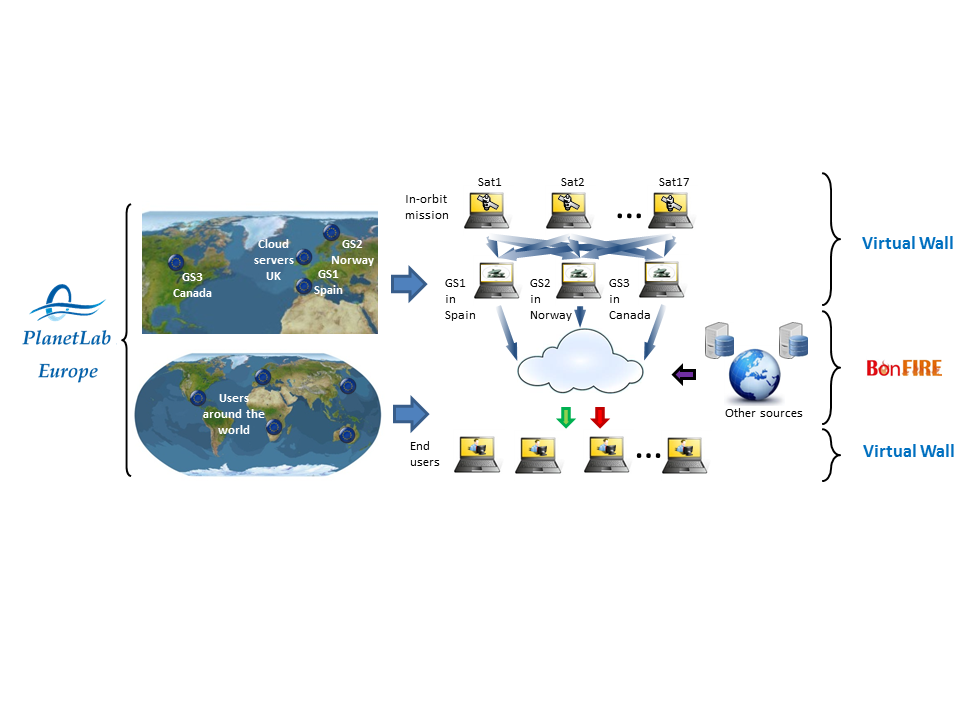 PlanetLab
Europe
Cloud
servers
UK
GS2
Norway
GS1
Spain
GS3
Canada
Users
around the
world
In-orbit
mission
Sat1
Sat2
...
Sat17
GS1
in
Spain
GS2
in
Norway
GS3
in
Canada
Other sources
End
users
...
Virtual Wall
BonFIRE
Virtual Wall